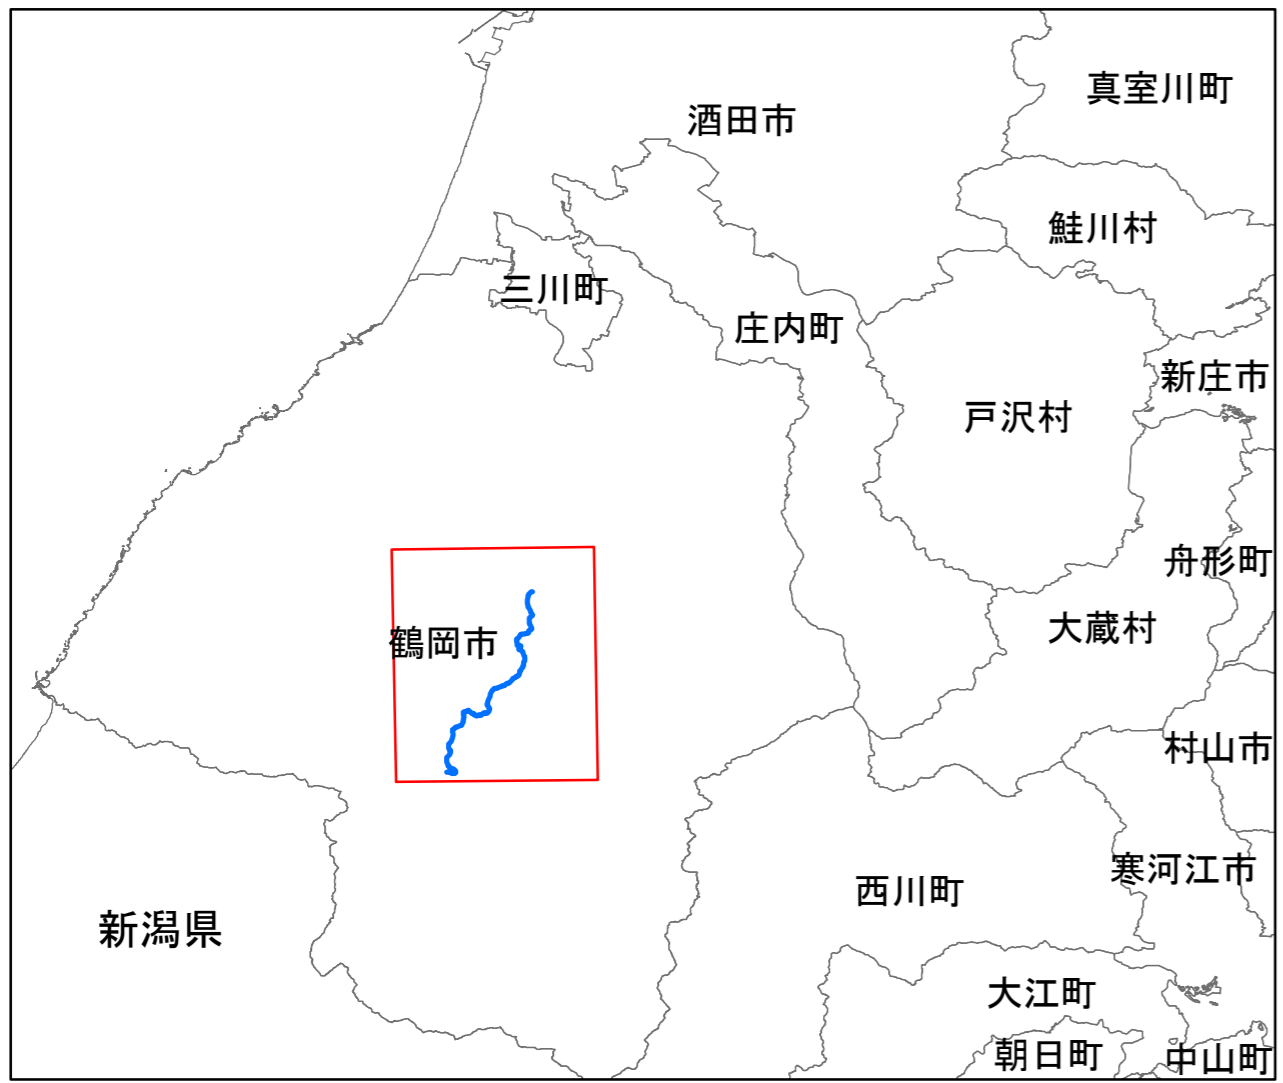 真室川町
酒田市
鮭川村
三川町
庄内町
新庄市
戸沢村
舟形町
大蔵村
鶴岡市
村山市
寒河江市
西川町
新潟県
大江町
朝日町
中山町